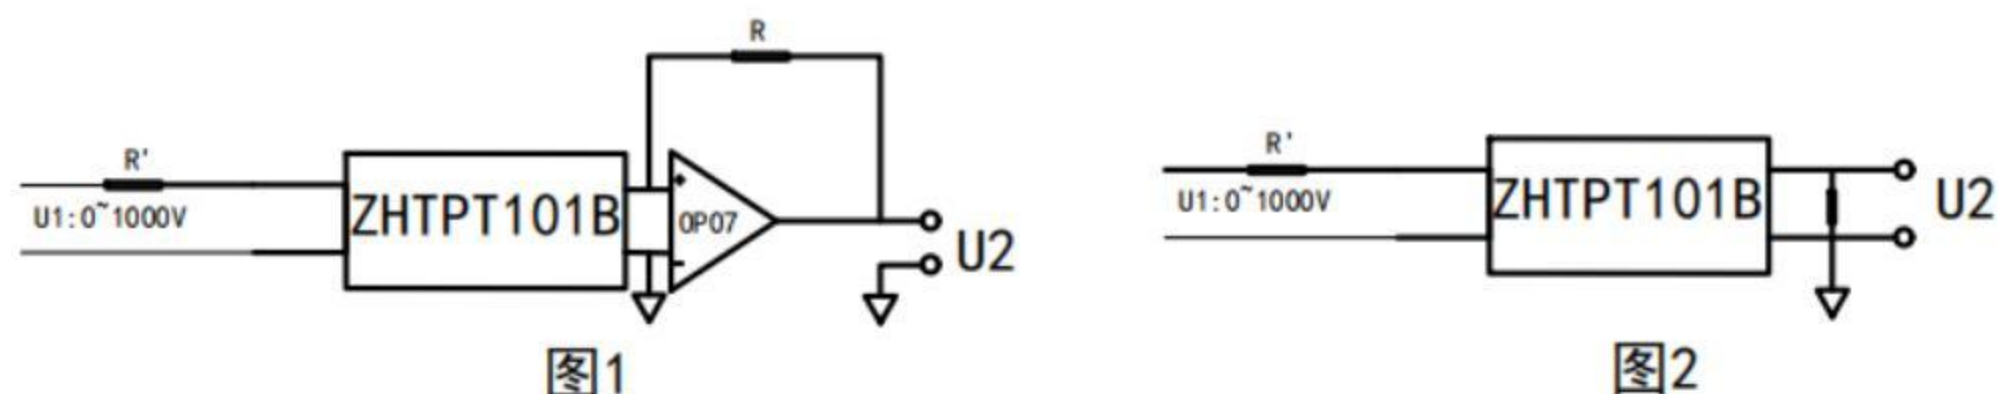 R
R'
ZHTPT101B
U1:0~1000V
+
OP07
-
U2
图1
R'
ZHTPT101B
U1:0~1000V
U2
图2